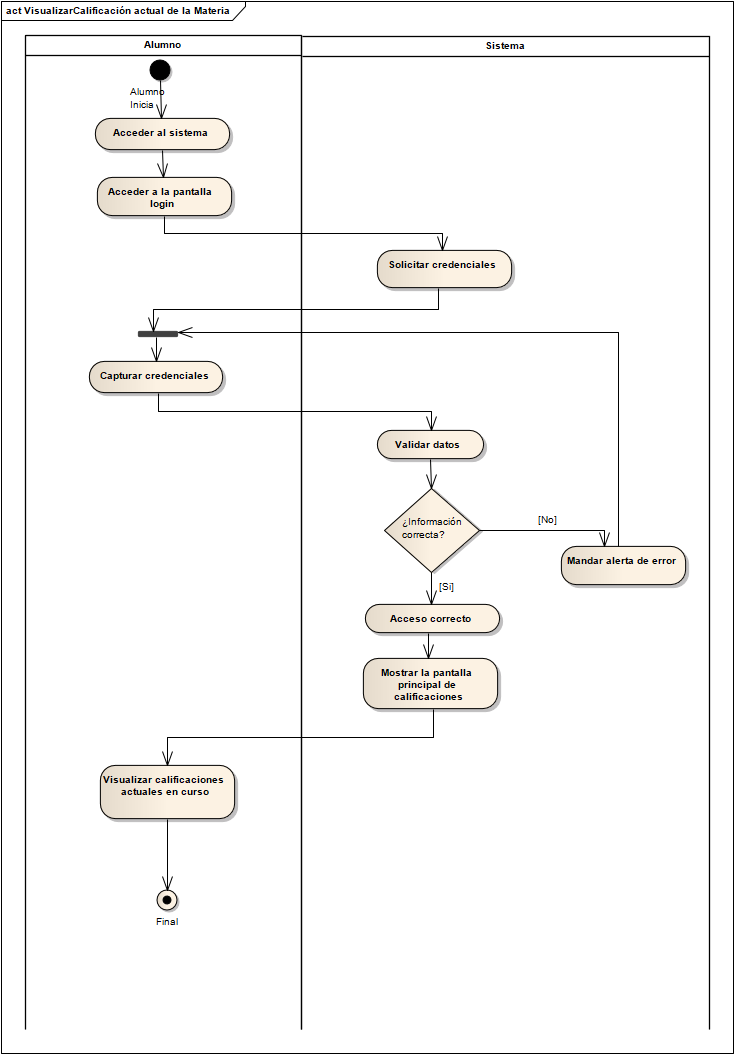 act VisualizarCalificación actual de la Materia
Alumno
Sistema
Alumno
Inicia
Acceder al sistema
Acceder a la pantalla
login
Solicitar credenciales
Capturar credenciales
Validar datos
¿Información
correcta?
[No]
Mandar alerta de error
[Si]
Acceso correcto
Mostrar la pantalla
principal de
calificaciones
Visualizar calificaciones
actuales en curso
Final